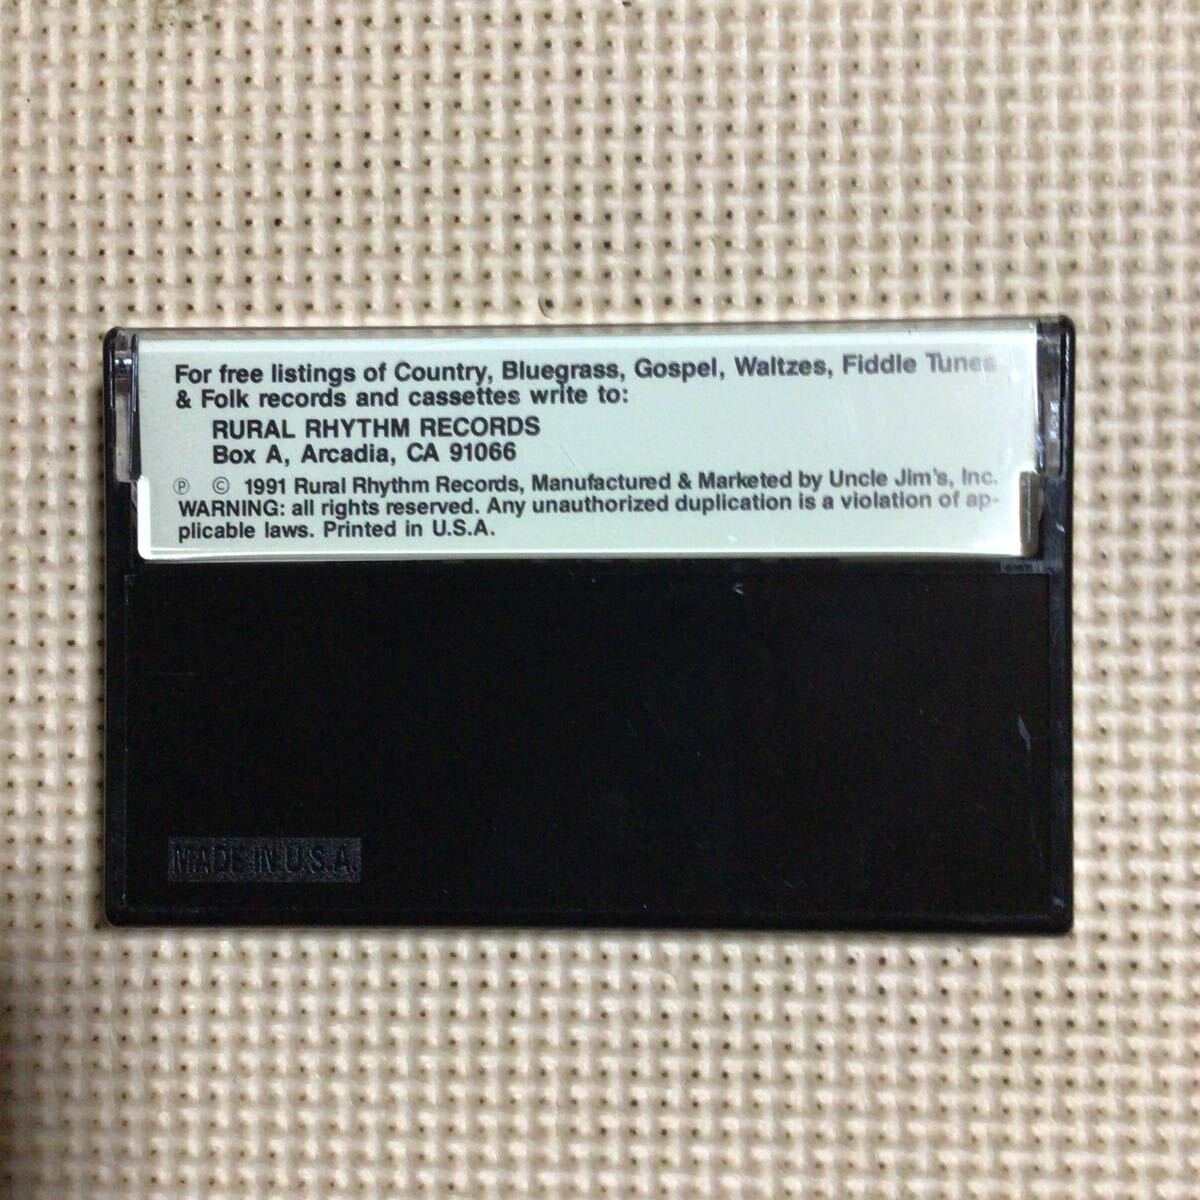 For free listings of Country, Bluegrass, Gospel, Waltzes, Fiddle Tunes
& Folk records and cassettes write to:
RURAL RHYTHM RECORDS
Box A, Arcadia, CA 91066
℗ © 1991 Rural Rhythm Records, Manufactured & Marketed by Uncle Jim's, Inc.
WARNING: all rights reserved. Any unauthorized duplication is a violation of ap-
plicable laws. Printed in U.S.A.
MADE IN U.S.A